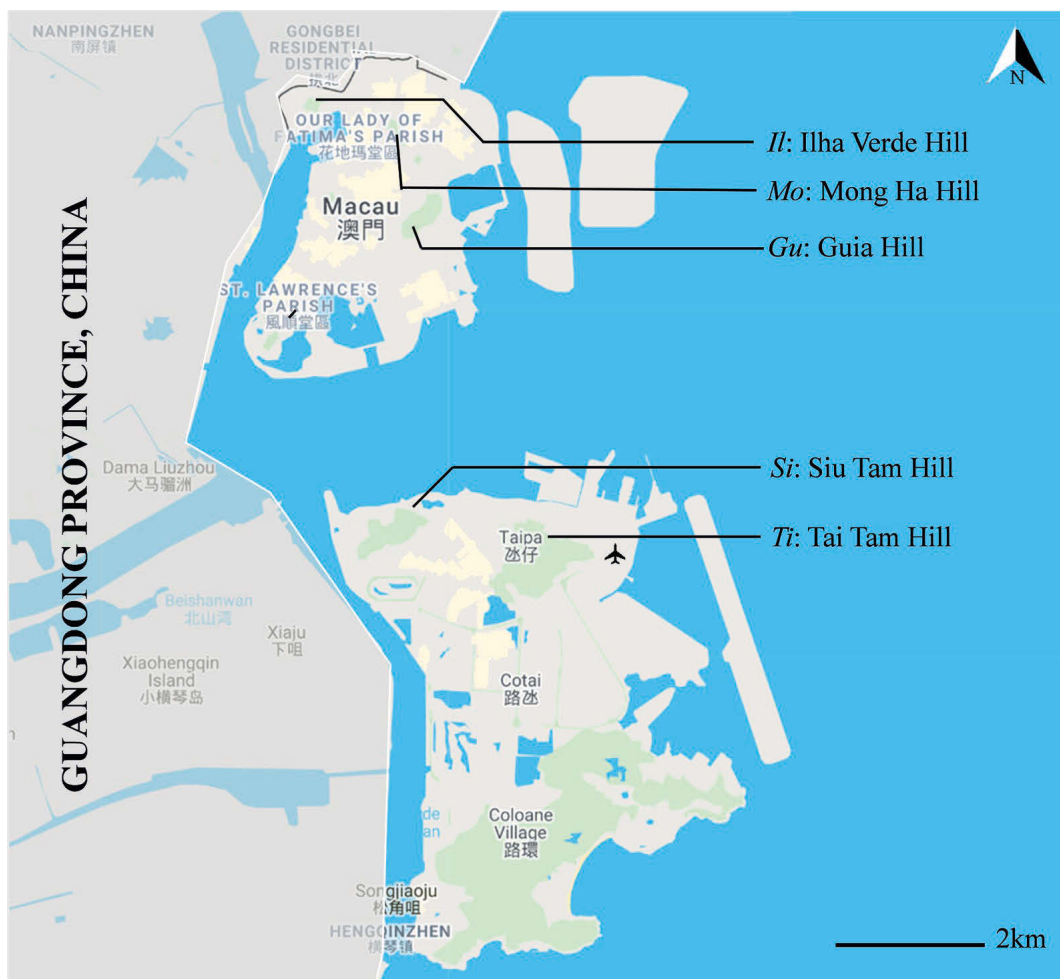 NANPINGZHEN
南屏镇
GONGBEI
RESIDENTIAL
DISTRICT
拱北
N
OUR LADY OF
FATIMA'S PARISH
花地瑪堂區
Il: Ilha Verde Hill
Mo: Mong Ha Hill
Macau
澳門
Gu: Guia Hill
ST. LAWRENCE'S
PARISH
風順堂區
GUANGDONG PROVINCE, CHINA
Dama Liuzhou
大马骝洲
Si: Siu Tam Hill
Taipa
氹仔
Ti: Tai Tam Hill
Beishanwan
北山湾
Xiaju
下咀
Xiaohengqin
Island
小横琴岛
Cotai
路氹
Coloane
Village
路環
de
an
Songjiaoju
松角咀
HENGQINZHEN
横琴镇
2km